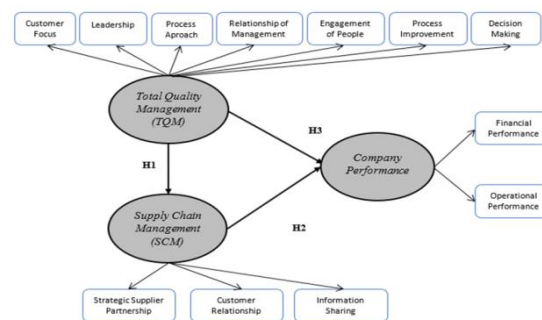 Customer
Focus
Leadership
Process
Aproach
Relationship of
Management
Engagement
of People
Process
Improvement
Decision
Making
Total Quality
Management
(TQM)
H3
Financial
Performance
Company
Performance
H1
Operational
Performance
Supply Chain
Management
(SCM)
H2
Strategic Supplier
Partnership
Customer
Relationship
Information
Sharing